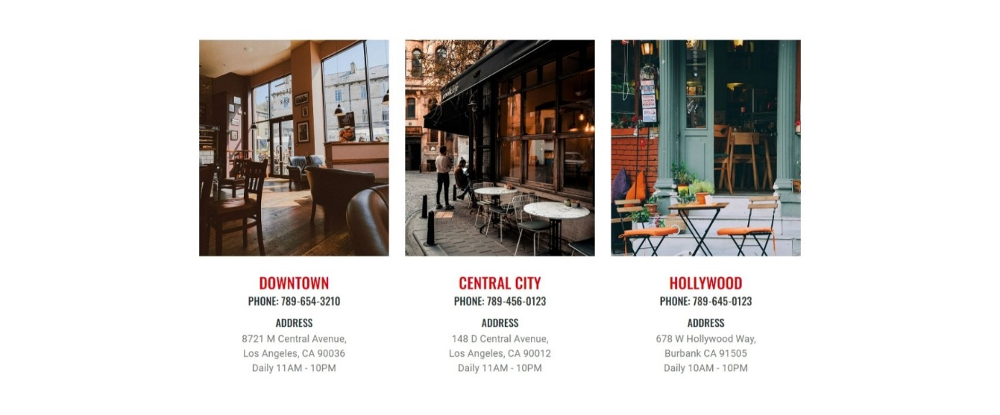 DOWNTOWN
PHONE: 789-654-3210
ADDRESS
8721 M Central Avenue,
Los Angeles, CA 90036
Daily 11AM - 10PM
CENTRAL CITY
PHONE: 789-456-0123
ADDRESS
148 D Central Avenue,
Los Angeles, CA 90012
Daily 11AM - 10PM
HOLLYWOOD
PHONE: 789-645-0123
ADDRESS
678 W Hollywood Way,
Burbank CA 91505
Daily 10AM - 10PM